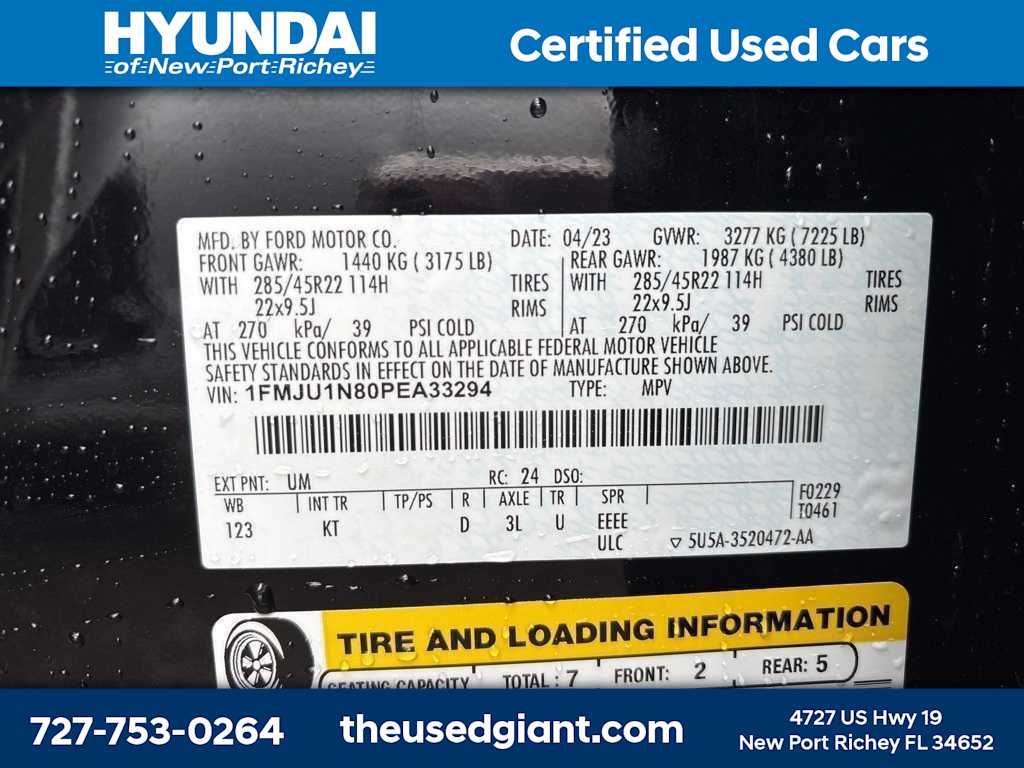 HYUNDAI
of New Port Richey
Certified Used Cars
MFD. BY FORD MOTOR CO. DATE: 04/23 GVWR: 3277 KG ( 7225 LB)
FRONT GAWR: 1440 KG ( 3175 LB) REAR GAWR: 1987 KG ( 4380 LB)
WITH 285/45R22 114H TIRES WITH 285/45R22 114H TIRES
22x9.5J RIMS 22x9.5J RIMS
AT 270 kPa/ 39 PSI COLD AT 270 kPa/ 39 PSI COLD
THIS VEHICLE CONFORMS TO ALL APPLICABLE FEDERAL MOTOR VEHICLE
SAFETY STANDARDS IN EFFECT ON THE DATE OF MANUFACTURE SHOWN ABOVE.
VIN: 1FMJU1N80PEA33294 TYPE: MPV
EXT PNT: UM RC: 24 DSO:
WB INT TR TP/PS R AXLE TR SPR F0229
123 KT D 3L U EEEE T0461
ULC ▽ 5U5A-3520472-AA
TIRE AND LOADING INFORMATION
SEATING CAPACITY TOTAL : 7 FRONT: 2 REAR: 5
727-753-0264
theusedgiant.com
4727 US Hwy 19
New Port Richey FL 34652